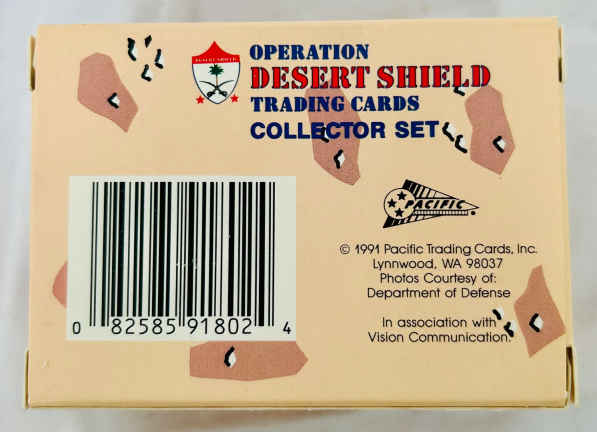 DESERT SHIELD
OPERATION
DESERT SHIELD
TRADING CARDS
COLLECTOR SET
PACIFIC
© 1991 Pacific Trading Cards, Inc.
Lynnwood, WA 98037
Photos Courtesy of:
Department of Defense
In association with
Vision Communication.
0 82585 91802 4